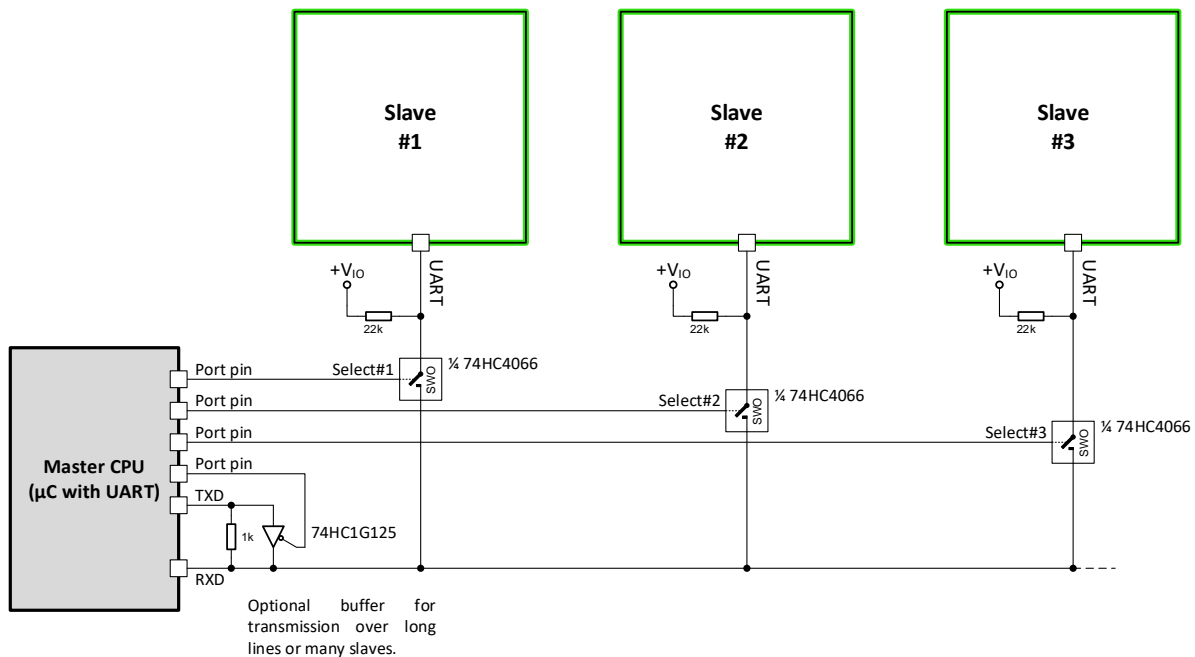 Slave
#1
Slave
#2
Slave
#3
+VIO
UART
22k
+VIO
UART
22k
+VIO
UART
22k
Port pin
Select#1
SWO
¼ 74HC4066
Port pin
Select#2
SWO
¼ 74HC4066
Port pin
Select#3
SWO
¼ 74HC4066
Master CPU
(µC with UART)
Port pin
TXD
1k
74HC1G125
RXD
Optional buffer for
transmission over long
lines or many slaves.